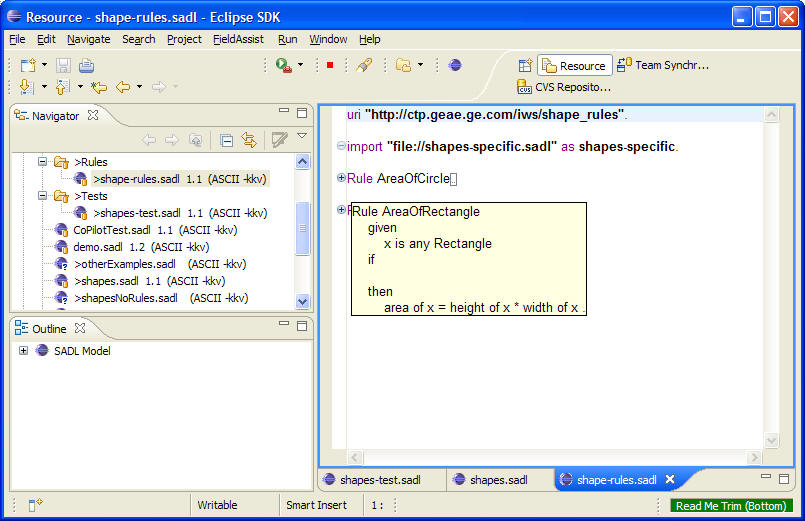 Resource - shape-rules.sadl - Eclipse SDK
File Edit Navigate Search Project FieldAssist Run Window Help
Resource
Team Synchr...
CVS Reposito...
Navigator
>Rules
>shape-rules.sadl 1.1 (ASCII -kkv)
>Tests
>shapes-test.sadl 1.1 (ASCII -kkv)
CoPilotTest.sadl 1.1 (ASCII -kkv)
demo.sadl 1.2 (ASCII -kkv)
>otherExamples.sadl (ASCII -kkv)
>shapes.sadl 1.1 (ASCII -kkv)
>shapesNoRules.sadl (ASCII -kkv)
Outline
SADL Model
uri "http://ctp.geae.ge.com/iws/shape_rules".
import "file://shapes-specific.sadl" as shapes-specific.
Rule AreaOfCircle
Rule AreaOfRectangle
given
x is any Rectangle
if
then
area of x = height of x * width of x .
shapes-test.sadl
shapes.sadl
shape-rules.sadl
Writable
Smart Insert
1 :
Read Me Trim (Bottom)